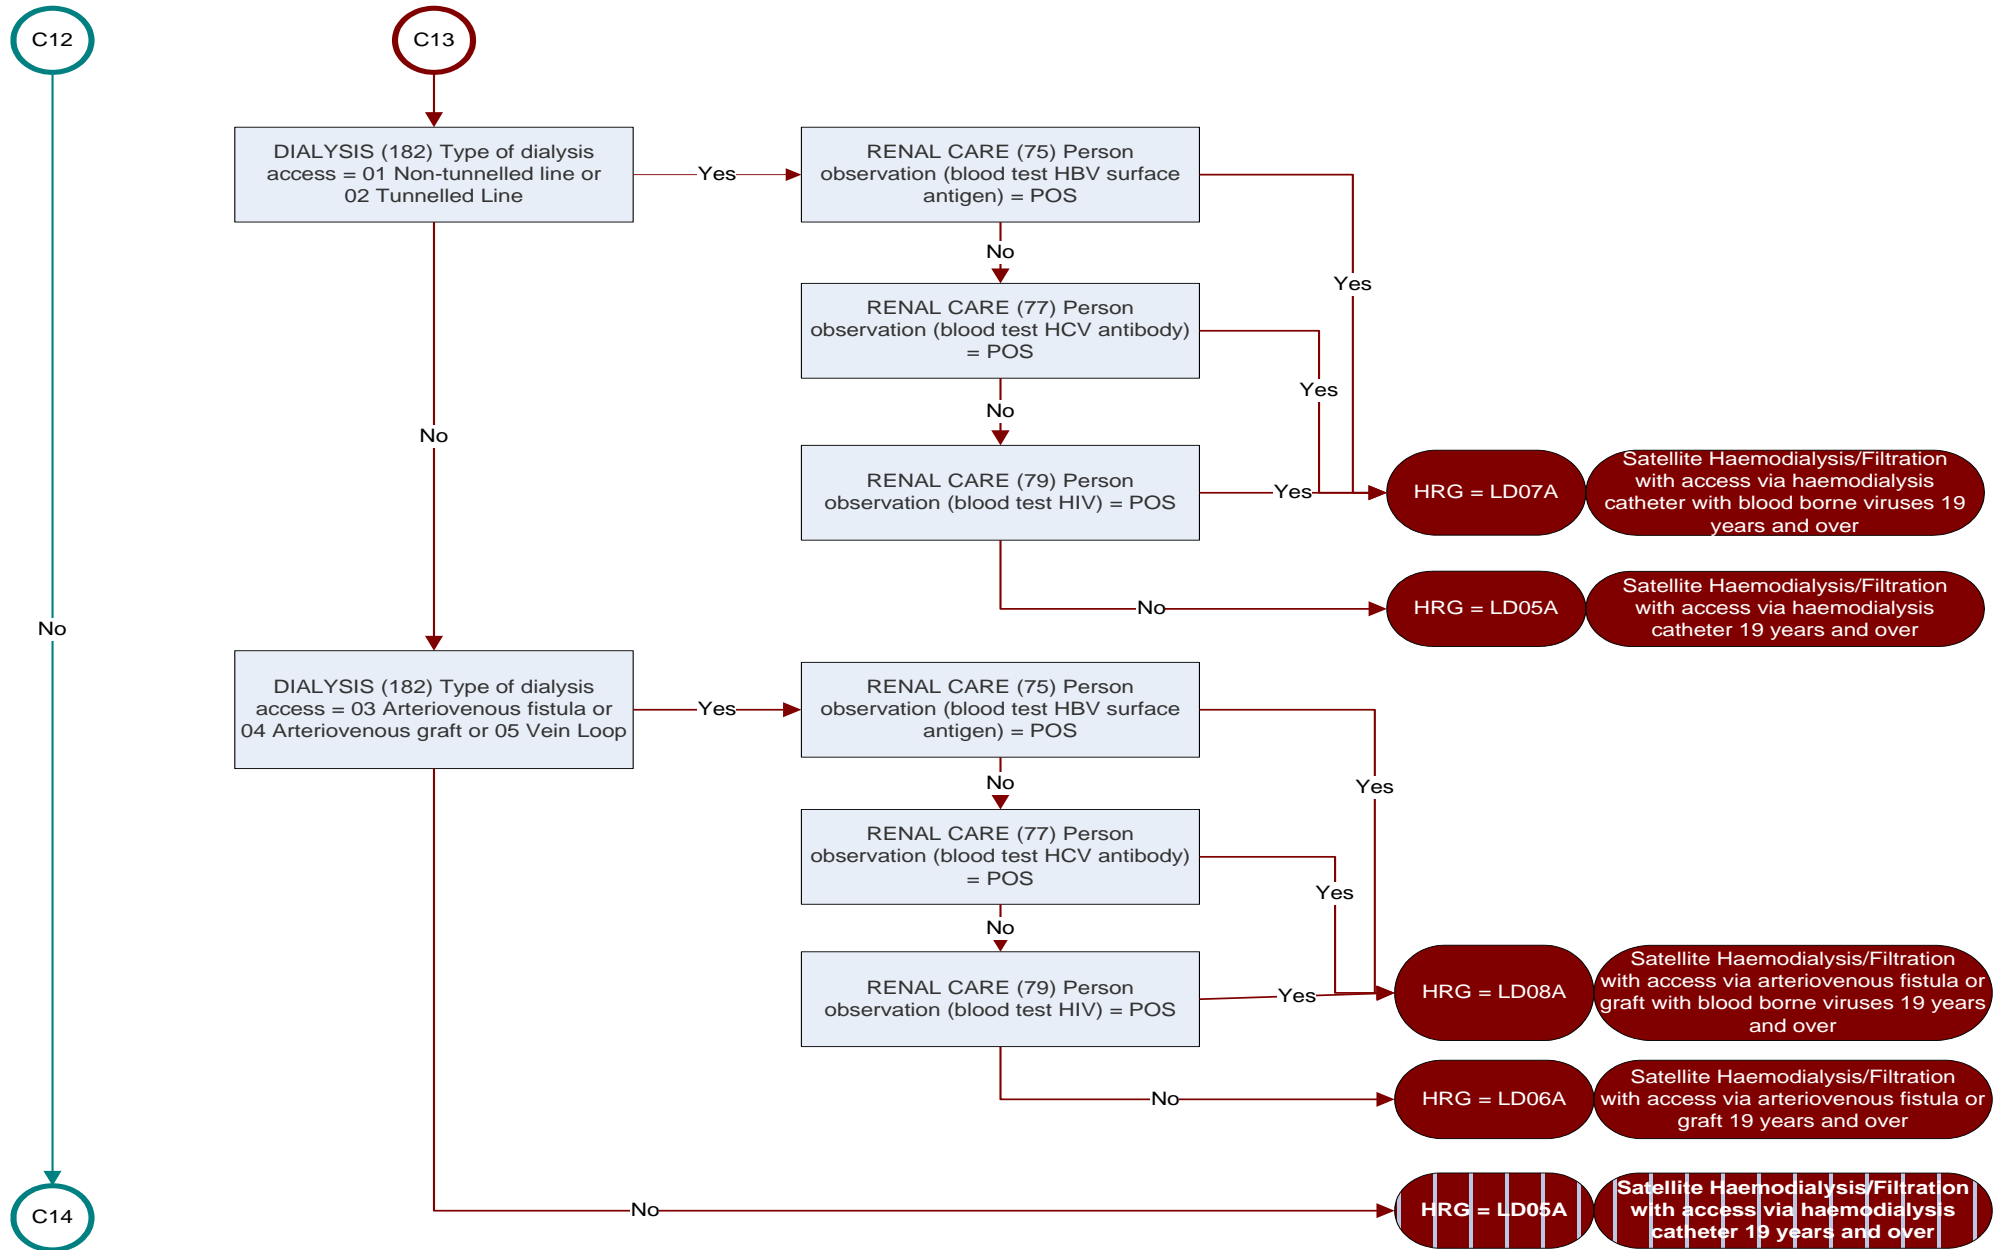 C12
C13
DIALYSIS (182) Type of dialysis
access = 01 Non-tunnelled line or
02 Tunnelled Line
Yes
RENAL CARE (75) Person
observation (blood test HBV surface
antigen) = POS
No
Yes
RENAL CARE (77) Person
observation (blood test HCV antibody)
= POS
Yes
No
No
RENAL CARE (79) Person
observation (blood test HIV) = POS
Yes
HRG = LD07A
Satellite Haemodialysis/Filtration
with access via haemodialysis
catheter with blood borne viruses 19
years and over
No
HRG = LD05A
Satellite Haemodialysis/Filtration
with access via haemodialysis
catheter 19 years and over
No
DIALYSIS (182) Type of dialysis
access = 03 Arteriovenous fistula or
04 Arteriovenous graft or 05 Vein Loop
Yes
RENAL CARE (75) Person
observation (blood test HBV surface
antigen) = POS
No
Yes
RENAL CARE (77) Person
observation (blood test HCV antibody)
= POS
Yes
No
RENAL CARE (79) Person
observation (blood test HIV) = POS
Yes
HRG = LD08A
Satellite Haemodialysis/Filtration
with access via arteriovenous fistula or
graft with blood borne viruses 19 years
and over
No
HRG = LD06A
Satellite Haemodialysis/Filtration
with access via arteriovenous fistula or
graft 19 years and over
C14
No
HRG = LD05A
Satellite Haemodialysis/Filtration
with access via haemodialysis
catheter 19 years and over